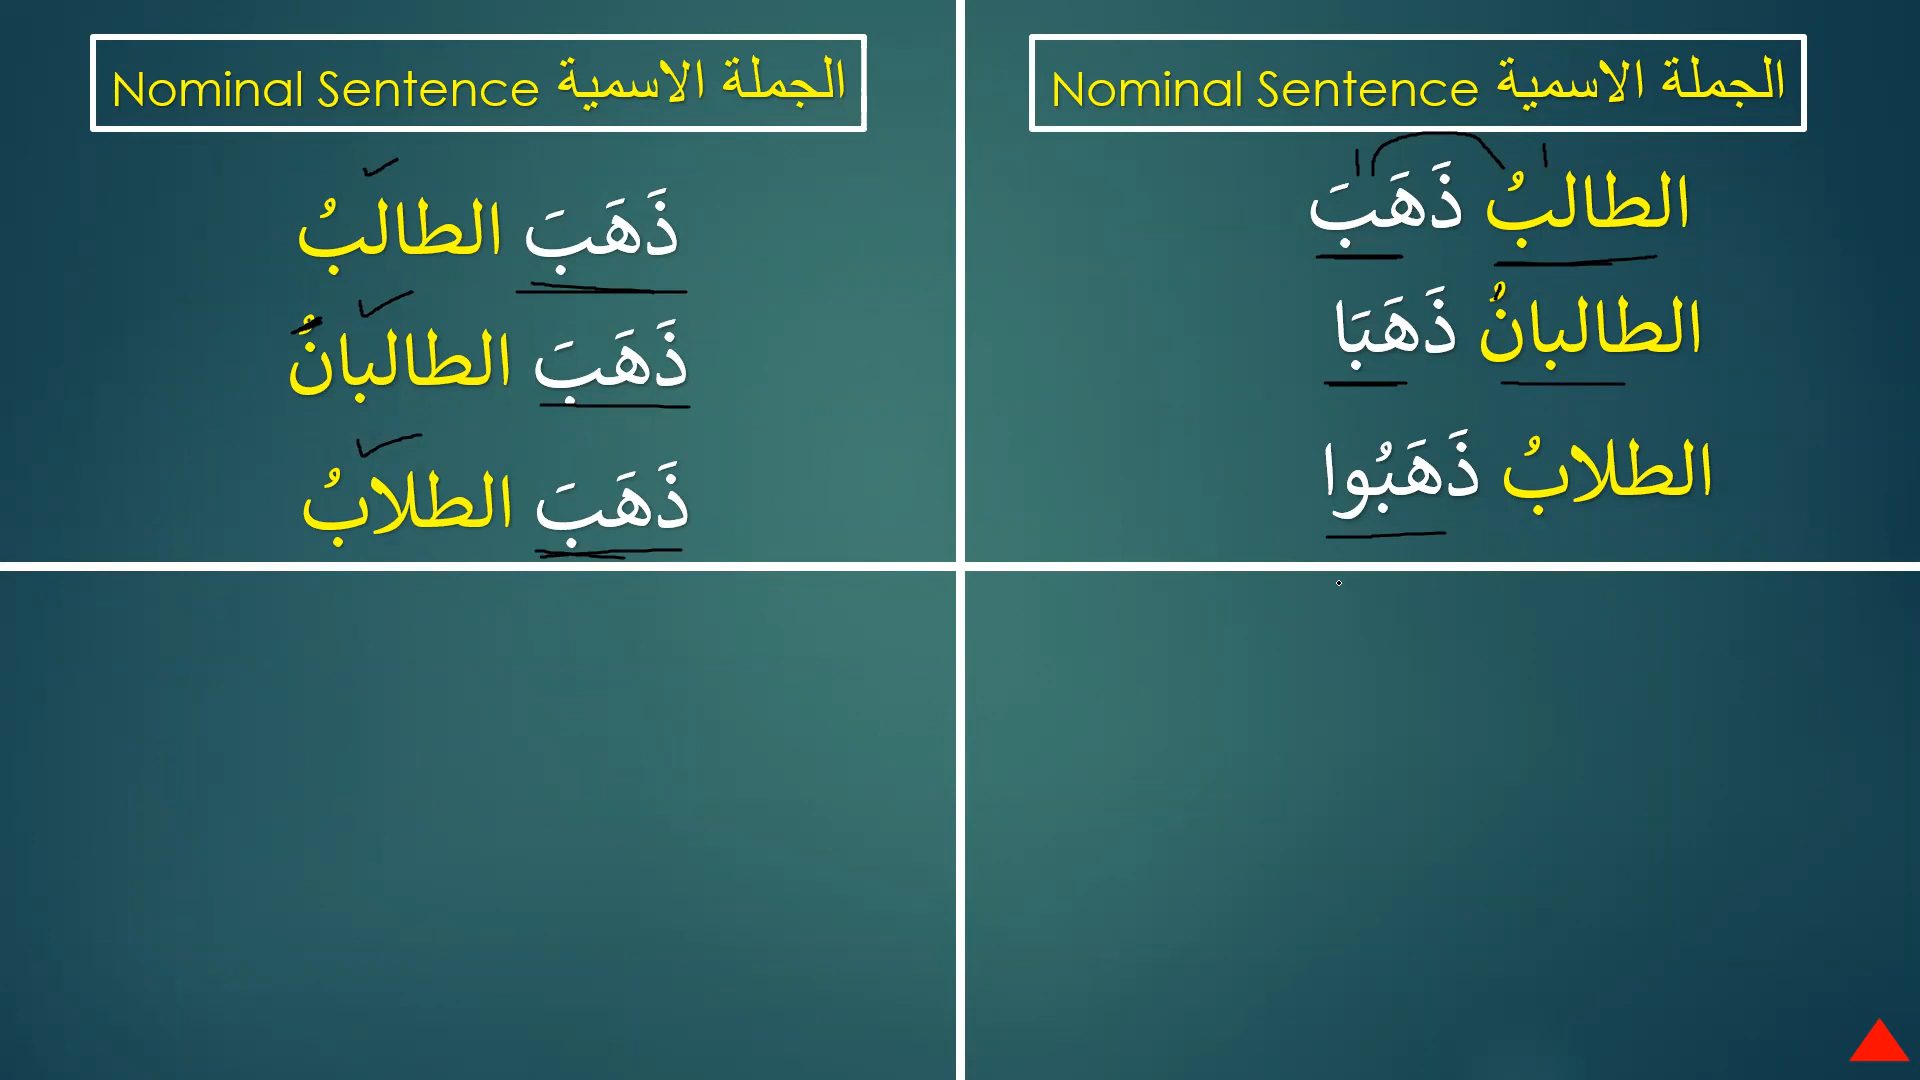 Nominal Sentence الجملة الاسمية
ذَهَبَ الطالبُ
ذَهَبَ الطالبانُ
ذَهَبَ الطلابُ
Nominal Sentence الجملة الاسمية
الطالبُ ذَهَبَ
الطالبانُ ذَهَبَا
الطلابُ ذَهَبُوا